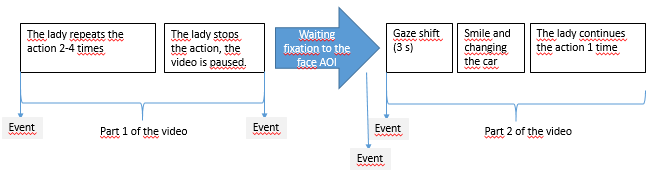 The lady repeats the
action 2-4 times
The lady stops
the action, the
video is paused.
Waiting
fixation to the
face AOI
Gaze shift
(3 s)
Smile and
changing
the car
The lady continues
the action 1 time
Event
Part 1 of the video
Event
Event
Part 2 of the video
Event